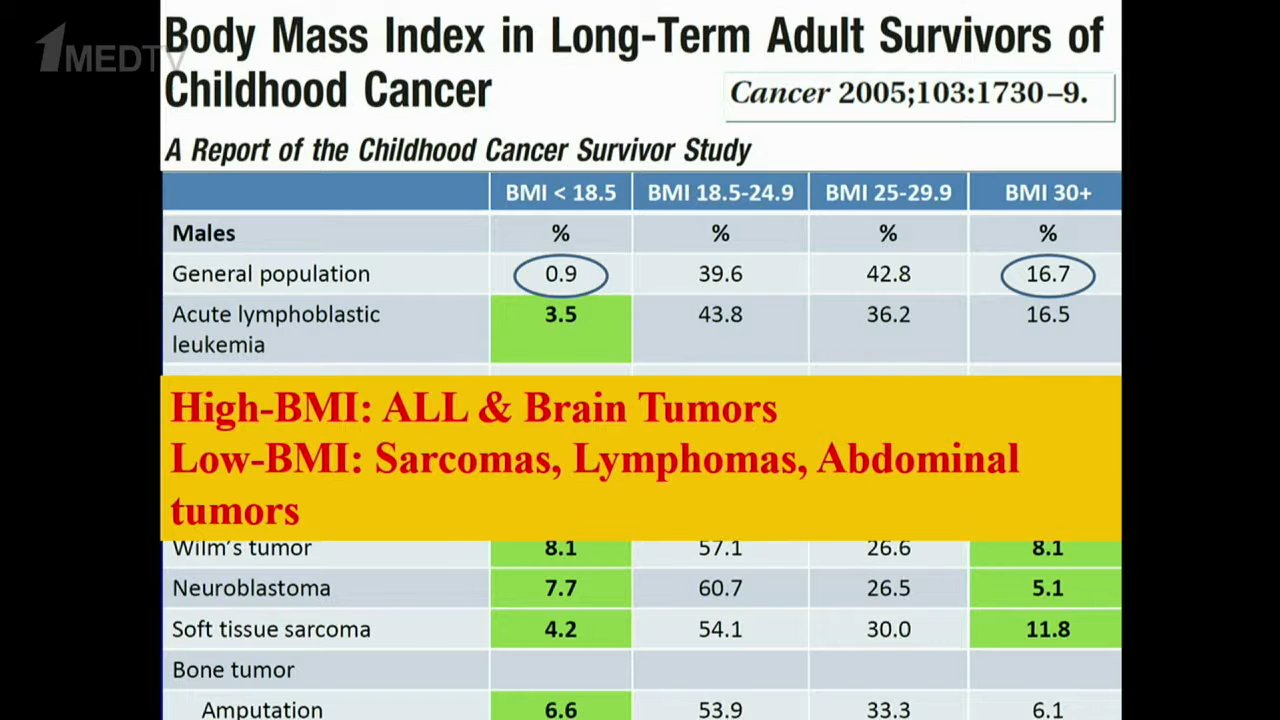 1MEDTV
Body Mass Index in Long-Term Adult Survivors of
Childhood Cancer
Cancer 2005;103:1730–9.
A Report of the Childhood Cancer Survivor Study
BMI < 18.5 BMI 18.5-24.9 BMI 25-29.9 BMI 30+
Males % % % %
General population 0.9 39.6 42.8 16.7
Acute lymphoblastic 3.5 43.8 36.2 16.5
leukemia
High-BMI: ALL & Brain Tumors
Low-BMI: Sarcomas, Lymphomas, Abdominal
tumors
Wilm's tumor 8.1 57.1 26.6 8.1
Neuroblastoma 7.7 60.7 26.5 5.1
Soft tissue sarcoma 4.2 54.1 30.0 11.8
Bone tumor
Amputation 6.6 53.9 33.3 6.1